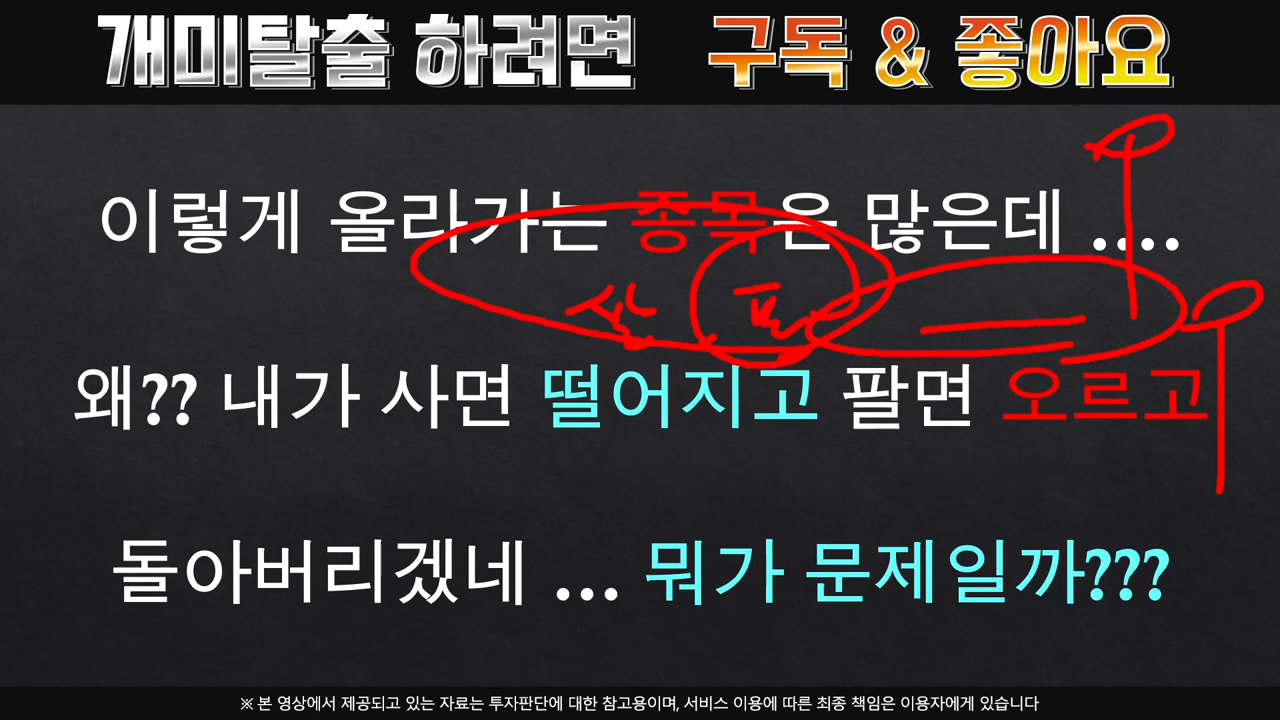 개미탈출 하려면 구독 & 좋아요
이렇게 올라가는 종목은 많은데 ....
왜?? 내가 사면 떨어지고 팔면 오르고
돌아버리겠네 ... 뭐가 문제일까???
※ 본 영상에서 제공되고 있는 자료는 투자판단에 대한 참고용이며, 서비스 이용에 따른 최종 책임은 이용자에게 있습니다